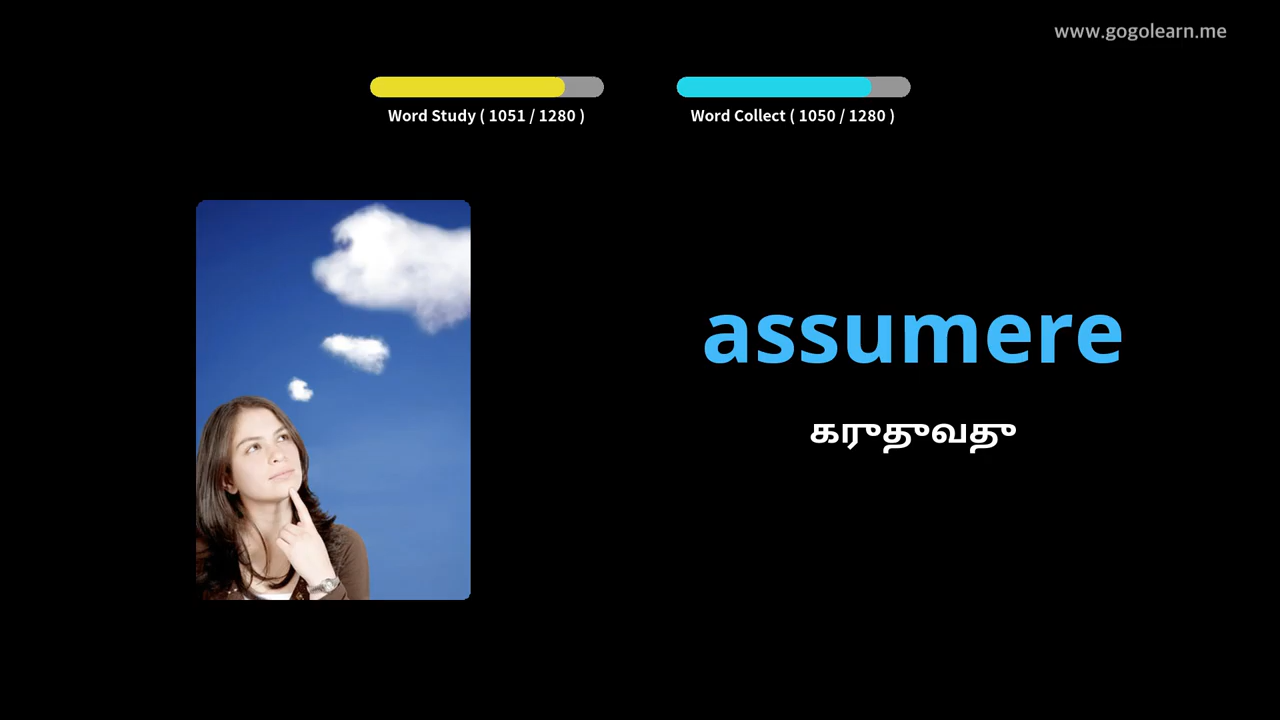 www.gogolearn.me
Word Study ( 1051 / 1280 )
Word Collect ( 1050 / 1280 )
assumere
கருதுவது